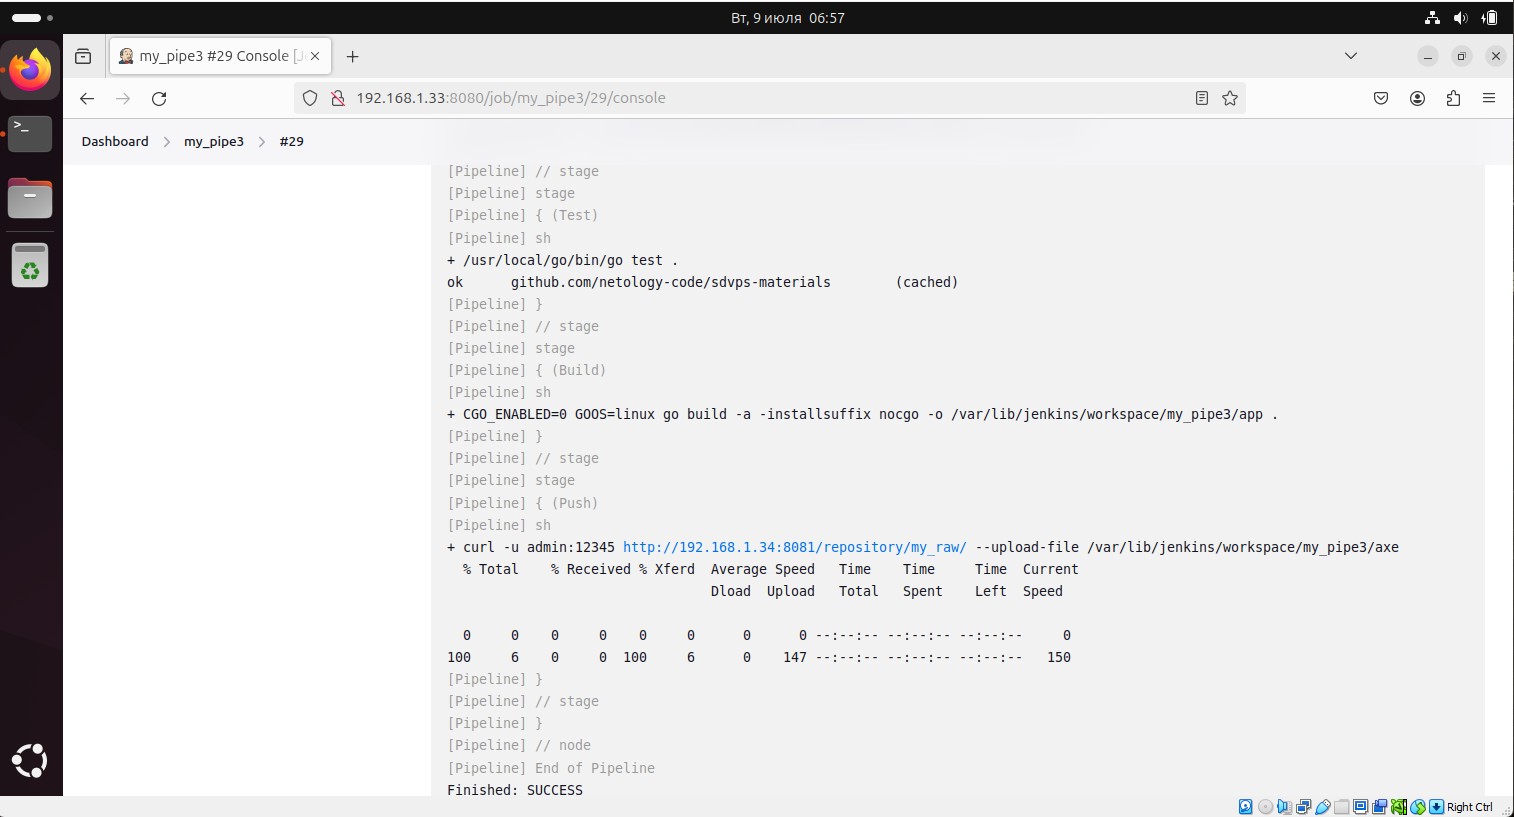 Вт, 9 июля 06:57
my_pipe3 #29 Console [J
192.168.1.33:8080/job/my_pipe3/29/console
Dashboard > my_pipe3 > #29
[Pipeline] // stage
[Pipeline] stage
[Pipeline] { (Test)
[Pipeline] sh
+ /usr/local/go/bin/go test .
ok github.com/netology-code/sdvps-materials (cached)
[Pipeline] }
[Pipeline] // stage
[Pipeline] stage
[Pipeline] { (Build)
[Pipeline] sh
+ CGO_ENABLED=0 GOOS=linux go build -a -installsuffix nocgo -o /var/lib/jenkins/workspace/my_pipe3/app .
[Pipeline] }
[Pipeline] // stage
[Pipeline] stage
[Pipeline] { (Push)
[Pipeline] sh
+ curl -u admin:12345 http://192.168.1.34:8081/repository/my_raw/ --upload-file /var/lib/jenkins/workspace/my_pipe3/axe
% Total % Received % Xferd Average Speed Time Time Time Current
Dload Upload Total Spent Left Speed
0 0 0 0 0 0 0 0 --:--:-- --:--:-- --:--:-- 0
100 6 0 0 100 6 0 147 --:--:-- --:--:-- --:--:-- 150
[Pipeline] }
[Pipeline] // stage
[Pipeline] }
[Pipeline] // node
[Pipeline] End of Pipeline
Finished: SUCCESS
Right Ctrl